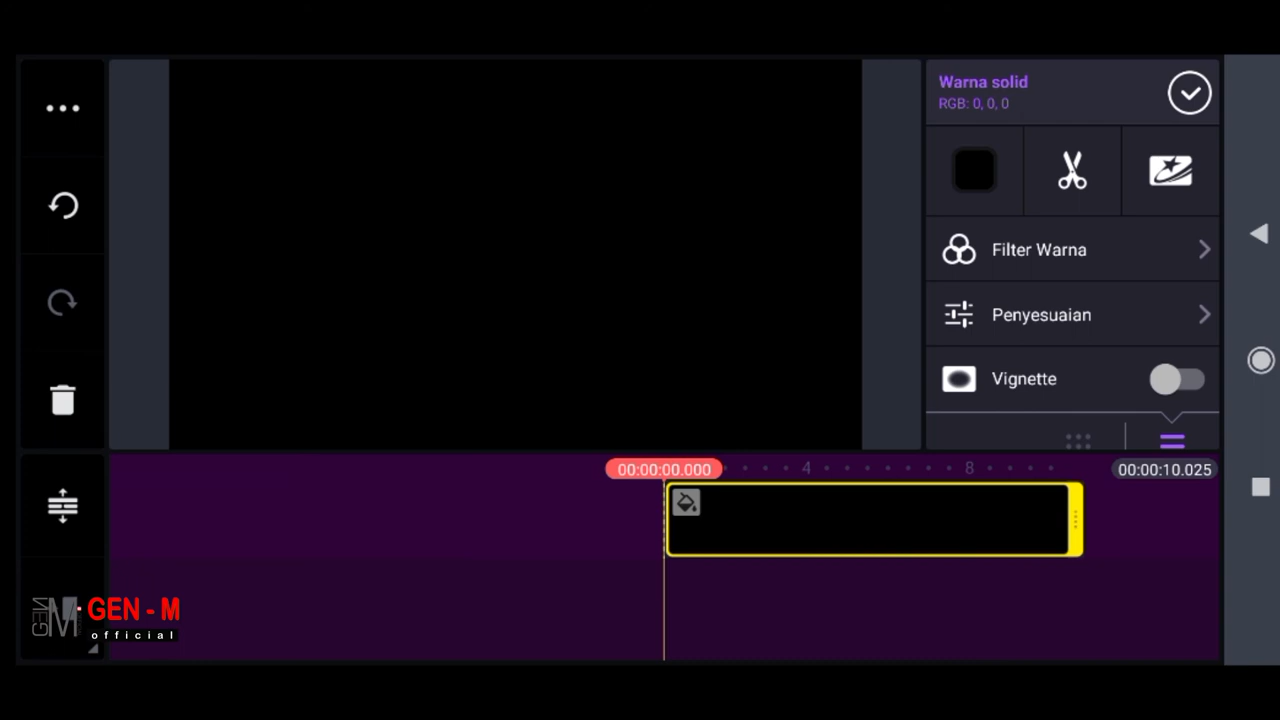 Warna solid
RGB: 0, 0, 0
Filter Warna
Penyesuaian
Vignette
00:00:00.000
4
8
00:00:10.025
GEN
M
GEN - M
official